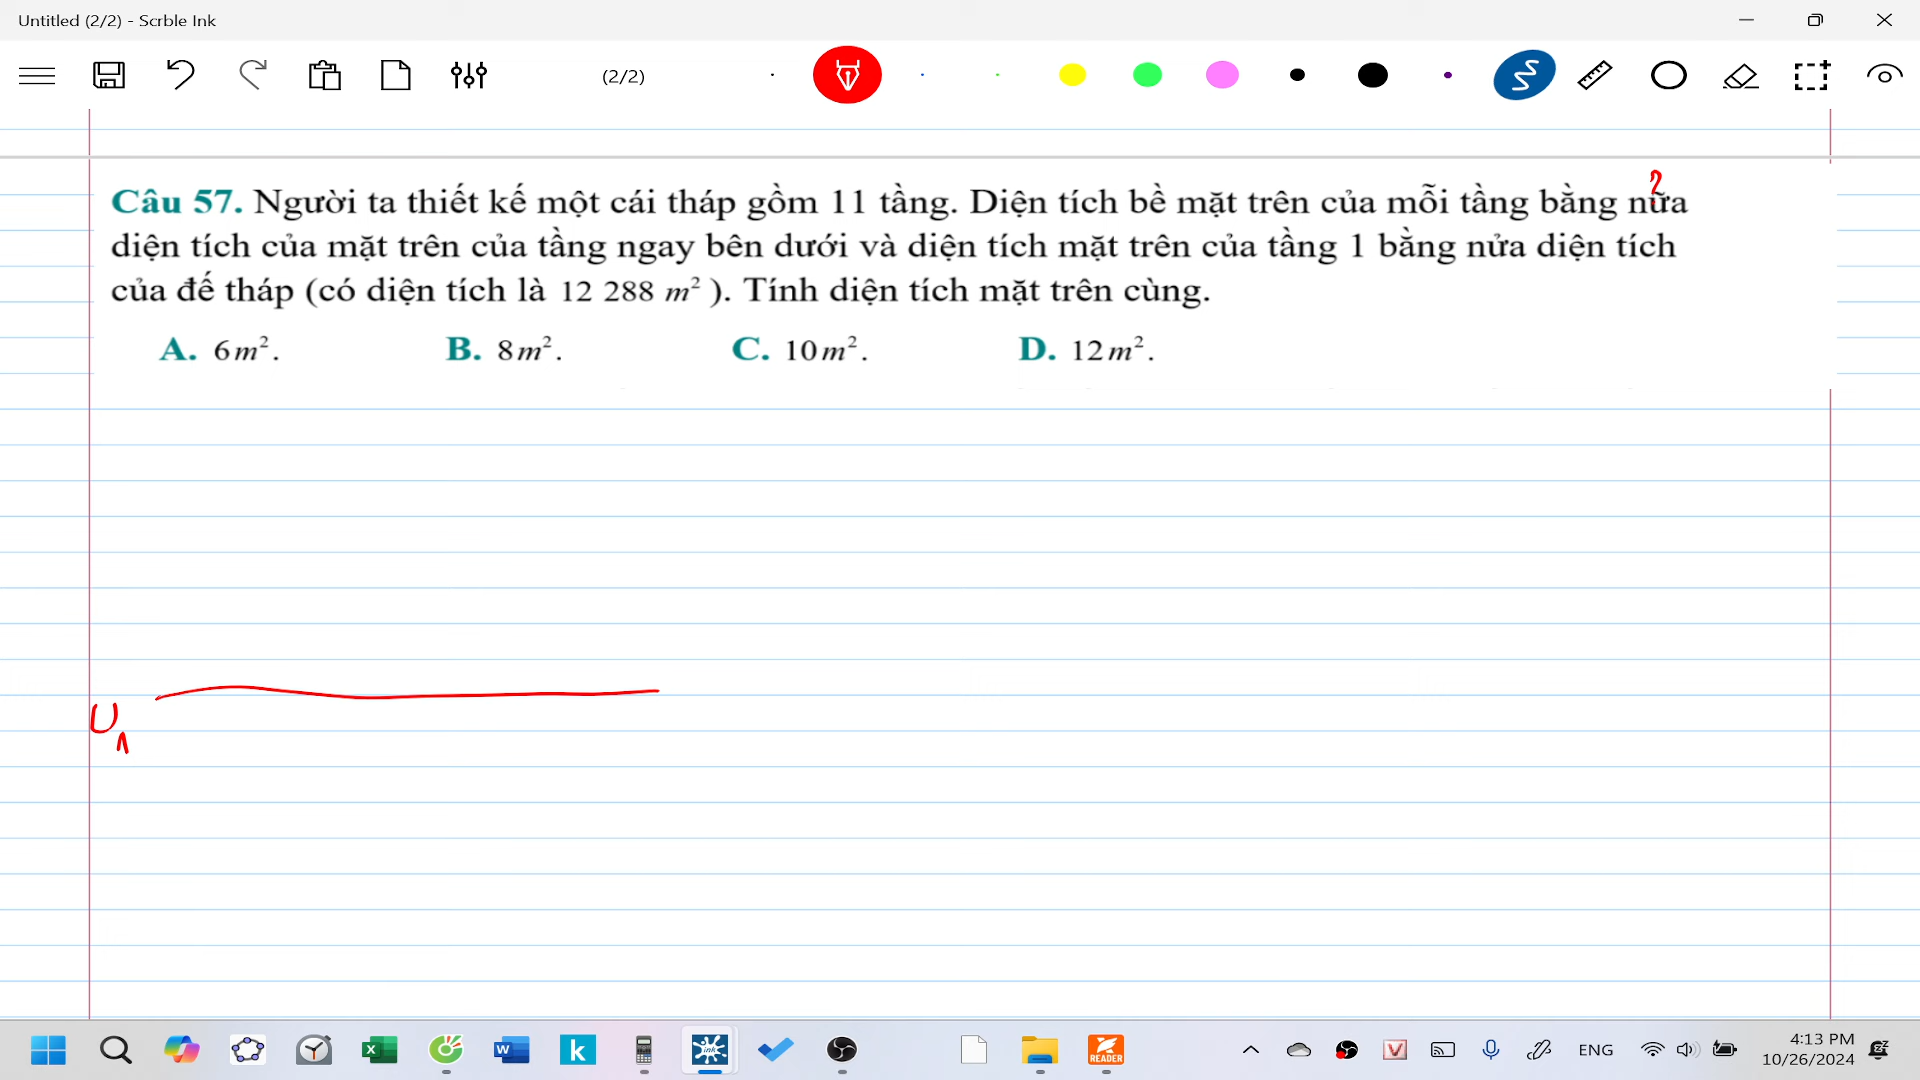 Untitled (2/2) - Scrble Ink
(2/2)
?
Câu 57. Người ta thiết kế một cái tháp gồm 11 tầng. Diện tích bề mặt trên của mỗi tầng bằng nữa
diện tích của mặt trên của tầng ngay bên dưới và diện tích mặt trên của tầng 1 bằng nửa diện tích
của đế tháp (có diện tích là 12 288 m²). Tính diện tích mặt trên cùng.
A. 6m². B. 8m². C. 10m². D. 12m².
U₁
ink
READER
ENG
4:13 PM
10/26/2024